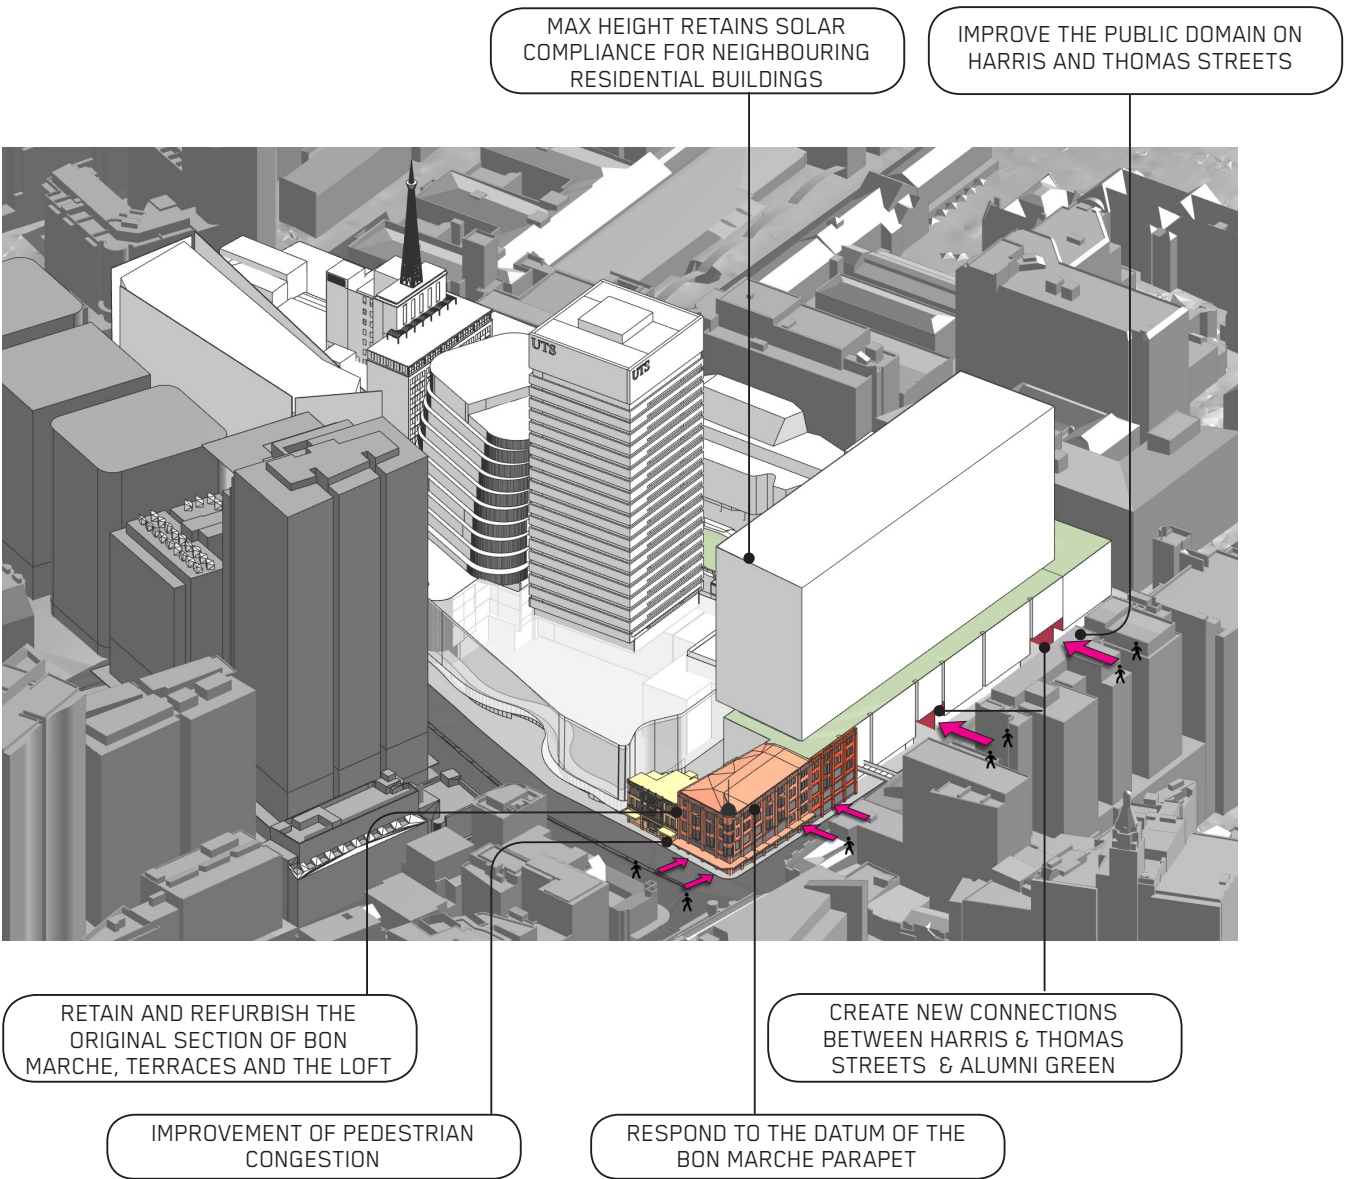 MAX HEIGHT RETAINS SOLAR
COMPLIANCE FOR NEIGHBOURING
RESIDENTIAL BUILDINGS
IMPROVE THE PUBLIC DOMAIN ON
HARRIS AND THOMAS STREETS
UTS
UTS
RETAIN AND REFURBISH THE
ORIGINAL SECTION OF BON
MARCHE, TERRACES AND THE LOFT
CREATE NEW CONNECTIONS
BETWEEN HARRIS & THOMAS
STREETS & ALUMNI GREEN
IMPROVEMENT OF PEDESTRIAN
CONGESTION
RESPOND TO THE DATUM OF THE
BON MARCHE PARAPET